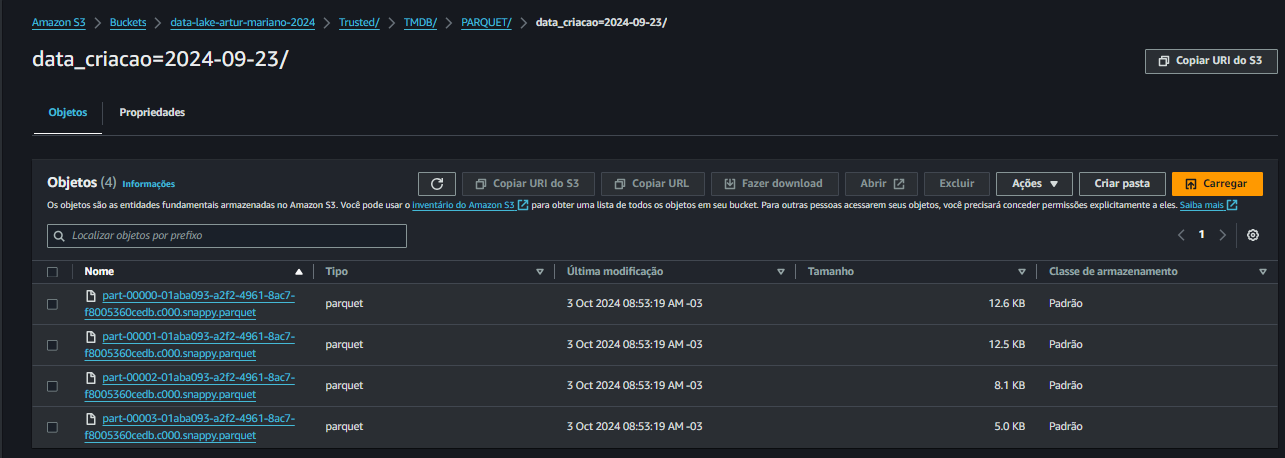 Amazon S3 > Buckets > data-lake-artur-mariano-2024 > Trusted/ > TMDB/ > PARQUET/ > data_criacao=2024-09-23/
data_criacao=2024-09-23/
Copiar URI do S3
Objetos Propriedades
Objetos (4) Informações
Copiar URI do S3 Copiar URL Fazer download Abrir Excluir Ações Criar pasta Carregar
Os objetos são as entidades fundamentais armazenadas no Amazon S3. Você pode usar o inventário do Amazon S3 para obter uma lista de todos os objetos em seu bucket. Para outras pessoas acessarem seus objetos, você precisará conceder permissões explicitamente a eles. Saiba mais
Localizar objetos por prefixo
1
Nome Tipo Última modificação Tamanho Classe de armazenamento
part-00000-01aba093-a2f2-4961-8ac7-
f8005360cedb.c000.snappy.parquet
parquet 3 Oct 2024 08:53:19 AM -03 12.6 KB Padrão
part-00001-01aba093-a2f2-4961-8ac7-
f8005360cedb.c000.snappy.parquet
parquet 3 Oct 2024 08:53:19 AM -03 12.5 KB Padrão
part-00002-01aba093-a2f2-4961-8ac7-
f8005360cedb.c000.snappy.parquet
parquet 3 Oct 2024 08:53:19 AM -03 8.1 KB Padrão
part-00003-01aba093-a2f2-4961-8ac7-
f8005360cedb.c000.snappy.parquet
parquet 3 Oct 2024 08:53:19 AM -03 5.0 KB Padrão